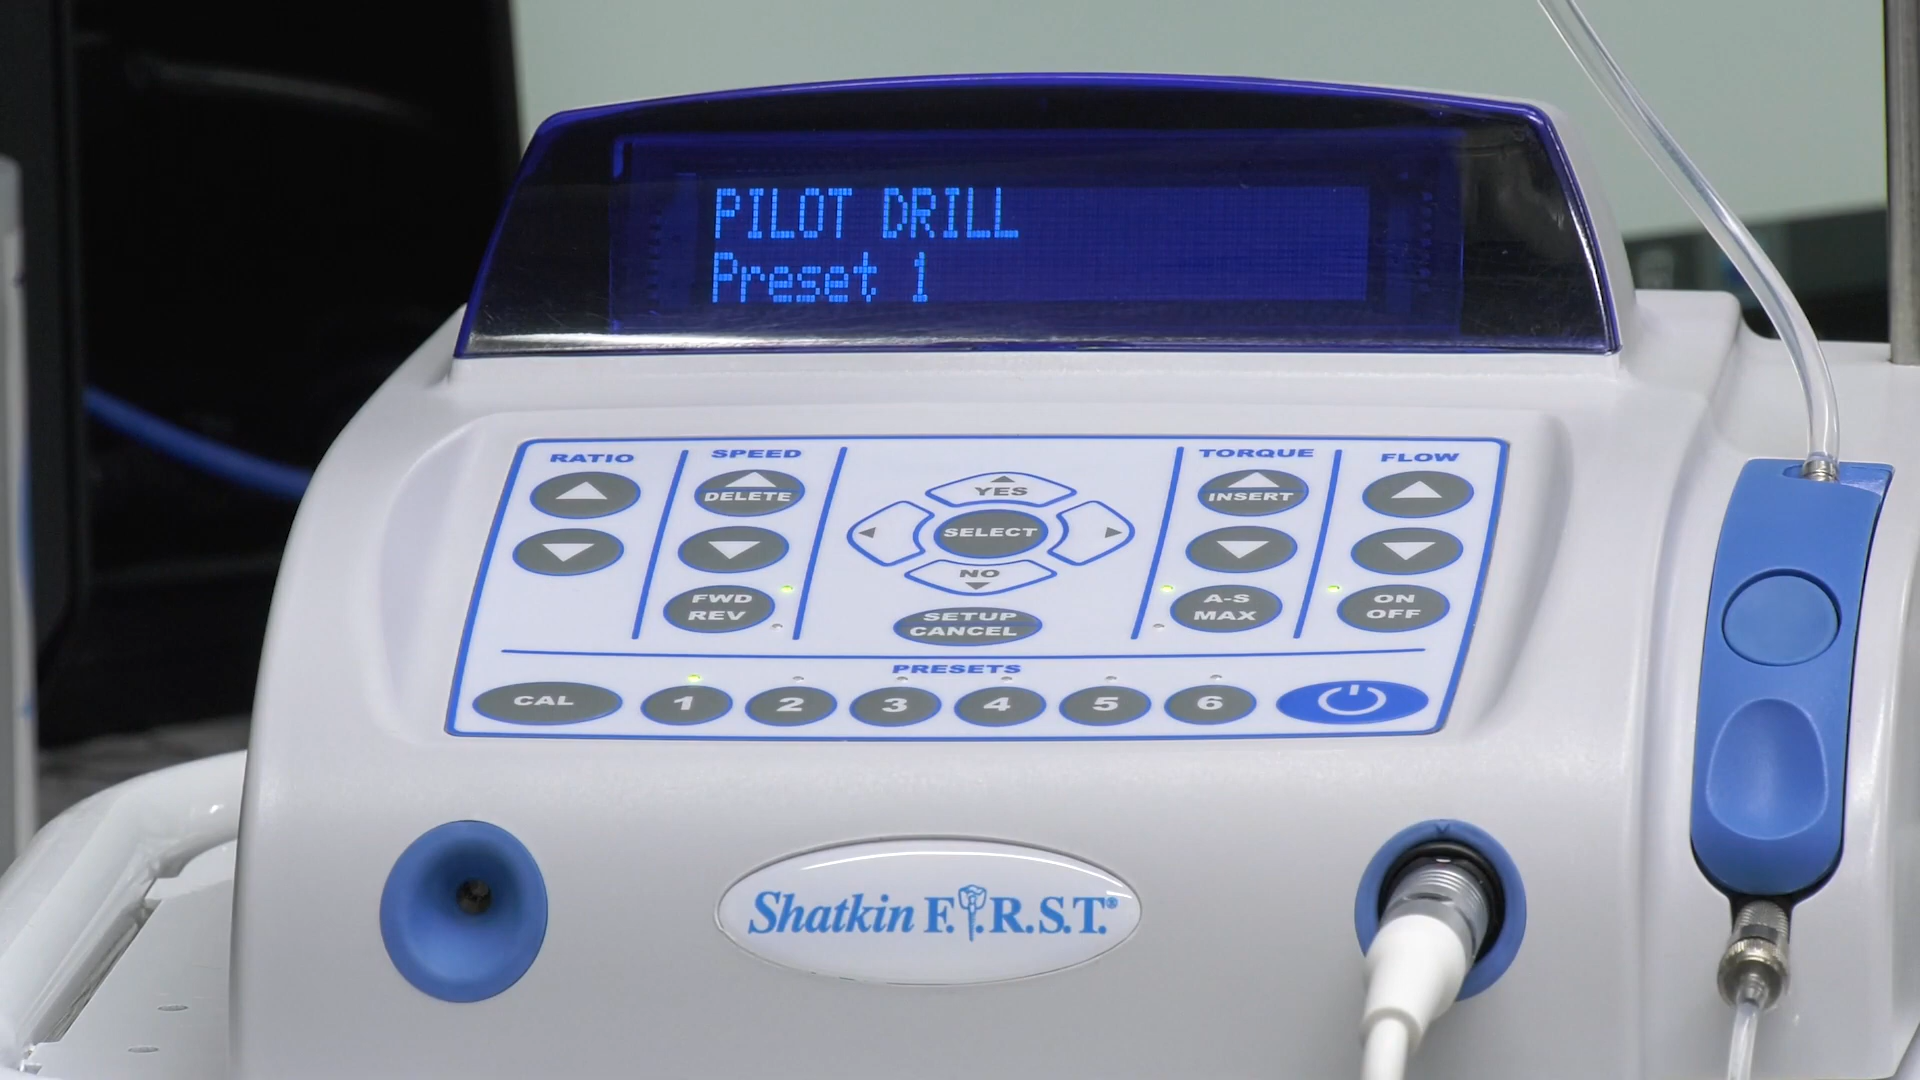 PILOT DRILL
Preset 1
RATIO SPEED TORQUE FLOW
DELETE YES INSERT
SELECT
NO
FWD
REV
SETUP
CANCEL
A-S
MAX
ON
OFF
PRESETS
CAL 1 2 3 4 5 6
Shatkin F.I.R.S.T.®